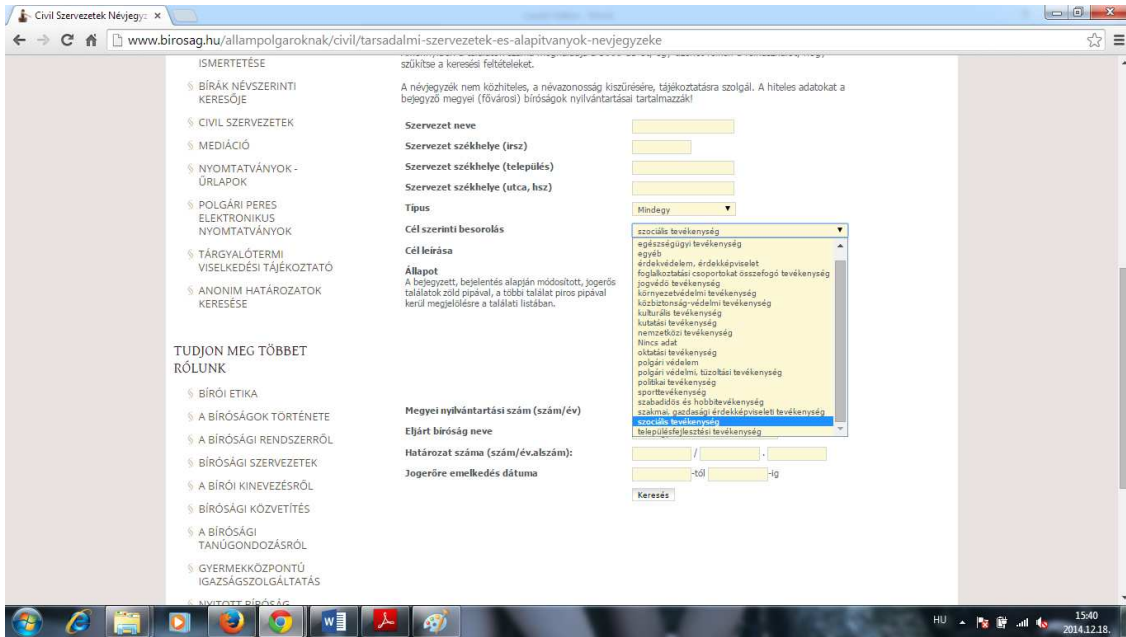 Civil Szervezetek Névjegyz
www.birosag.hu/allampolgaroknak/civil/tarsadalmi-szervezetek-es-alapitvanyok-nevjegyzeke
ISMERTETÉSE
§ BÍRÁK NÉVSZERINTI
KERESŐJE
§ CIVIL SZERVEZETEK
§ MEDIÁCIÓ
§ NYOMTATVÁNYOK -
ŰRLAPOK
§ POLGÁRI PERES
ELEKTRONIKUS
NYOMTATVÁNYOK
§ TÁRGYALÓTERMI
VISELKEDÉSI TÁJÉKOZTATÓ
§ ANONIM HATÁROZATOK
KERESÉSE
TUDJON MEG TÖBBET
RÓLUNK
§ BÍRÓI ETIKA
§ A BÍRÓSÁGOK TÖRTÉNETE
§ A BÍRÓSÁGI RENDSZERRŐL
§ BÍRÓSÁGI SZERVEZETEK
§ A BÍRÓI KINEVEZÉSRŐL
§ BÍRÓSÁGI KÖZVETÍTÉS
§ A BÍRÓSÁGI
TANÚGONDOZÁSRÓL
§ GYERMEKKÖZPONTÚ
IGAZSÁGSZOLGÁLTATÁS
§ NYITOTT BÍRÓSÁG
szűkítse a keresési feltételeket.
A névjegyzék nem közhiteles, a névazonosság kiszűrésére, tájékoztatásra szolgál. A hiteles adatokat a
bejegyző megyei (fővárosi) bíróságok nyilvántartásai tartalmazzák!
Szervezet neve
Szervezet székhelye (irsz)
Szervezet székhelye (település)
Szervezet székhelye (utca, hsz)
Típus
Mindegy
Cél szerinti besorolás
szociális tevékenység
Cél leírása
Állapot
A bejegyzett, bejelentés alapján módosított, jogerős
találatok zöld pipával, a többi találat piros pipával
kerül megjelölésre a találati listában.
egészségügyi tevékenység
egyéb
érdekvédelem, érdekképviselet
foglalkoztatási csoportokat összefogó tevékenység
jogvédő tevékenység
környezetvédelmi tevékenység
közbiztonság-védelmi tevékenység
kulturális tevékenység
kutatási tevékenység
nemzetközi tevékenység
Nincs adat
oktatási tevékenység
polgári védelem
polgári védelmi, tűzoltási tevékenység
politikai tevékenység
sporttevékenység
szabadidős és hobbitevékenység
szakmai, gazdasági érdekképviseleti tevékenység
szociális tevékenység
településfejlesztési tevékenység
Megyei nyilvántartási szám (szám/év)
Eljárt bíróság neve
Határozat száma (szám/év.alszám):
/ .
Jogerőre emelkedés dátuma
-tól -ig
Keresés
HU
15:40
2014.12.18.